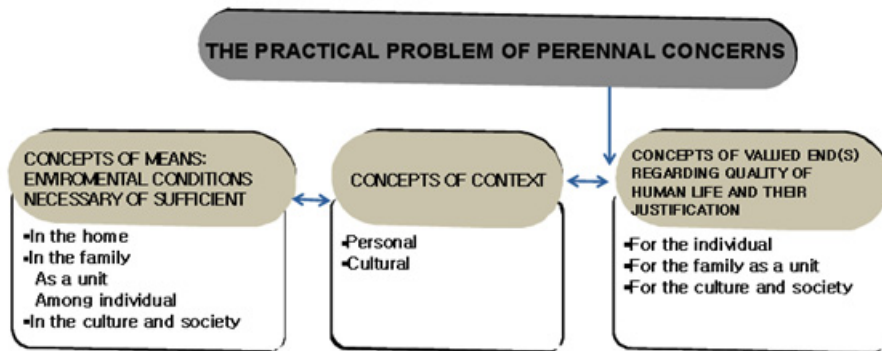 THE PRACTICAL PROBLEM OF PERENNAL CONCERNS
CONCEPTS OF MEANS:
ENVIROMENTAL CONDITIONS
NECESSARY OF SUFFICIENT
▪In the home
▪In the family
As a unit
Among individual
▪In the culture and society
CONCEPTS OF CONTEXT
▪Personal
▪Cultural
CONCEPTS OF VALUED END(S)
REGARDING QUALITY OF
HUMAN LIFE AND THEIR
JUSTIFICATION
▪For the individual
▪For the family as a unit
▪For the culture and society